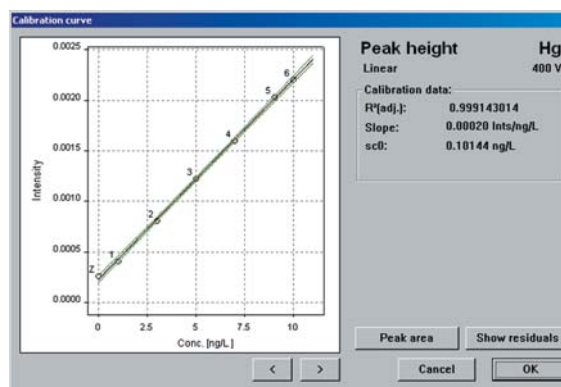 Calibration curve
Peak height Hg
Linear 400 V
Calibration data:
R²(adj.): 0.999143014
Slope: 0.00020 Ints/ng/L
sc0: 0.10144 ng/L
0.0025
0.0020
0.0015
0.0010
0.0005
0.0000
Intensity
Z
1
2
3
4
5
6
0 2.5 5 7.5 10
Conc. [ng/L]
Peak area Show residuals
< > Cancel OK